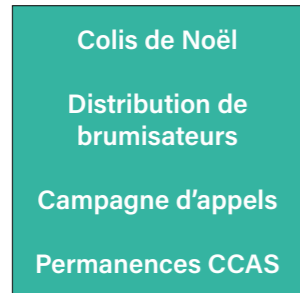 Colis de Noël
Distribution de
brumisateurs
Campagne d'appels
Permanences CCAS